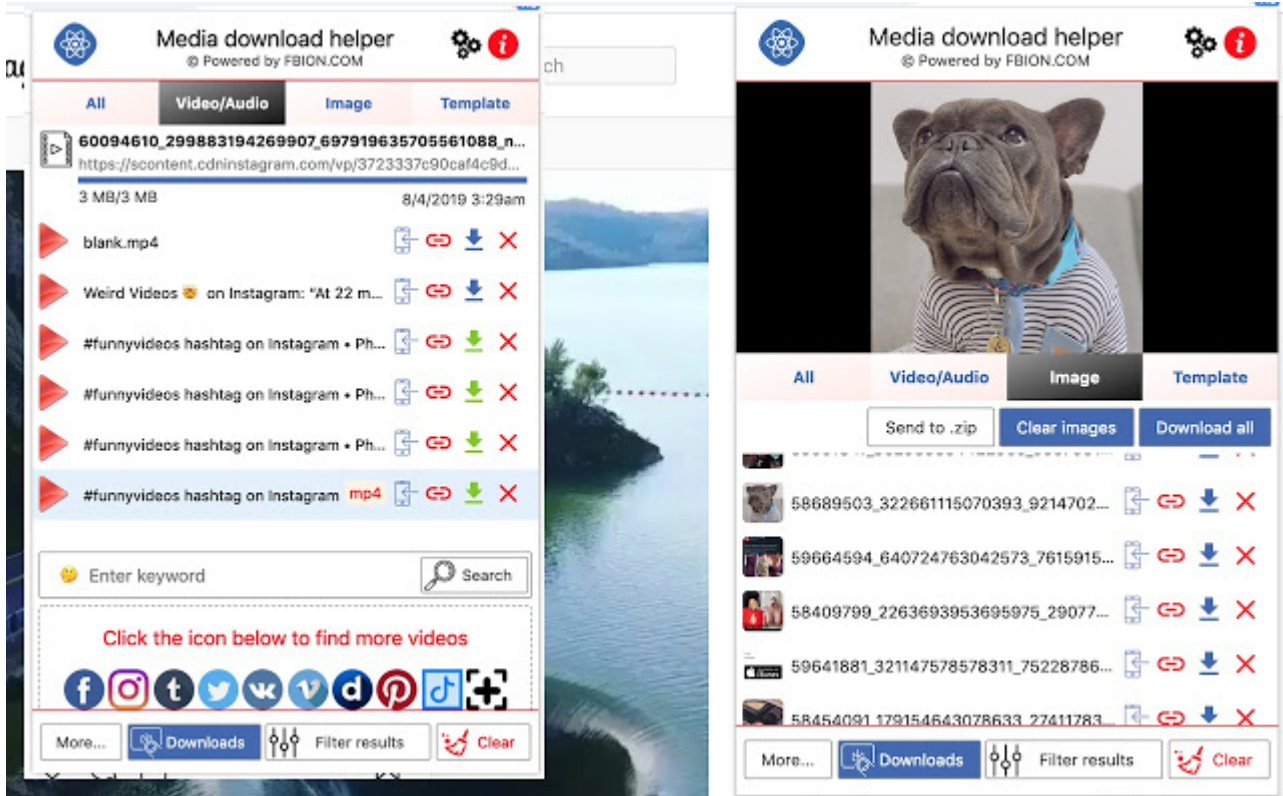 Media download helper
© Powered by FBION.COM
i
ch
All Video/Audio Image Template
60094610_299883194269907_6979196357055610 88_n...
https://scontent.cdninstagram.com/vp/3723337c90caf4c9d...
3 MB/3 MB 8/4/2019 3:29am
blank.mp4
Weird Videos 🤯 on Instagram: "At 22 m...
#funnyvideos hashtag on Instagram • Ph...
#funnyvideos hashtag on Instagram • Ph...
#funnyvideos hashtag on Instagram • Ph...
#funnyvideos hashtag on Instagram mp4
🤔 Enter keyword Search
Click the icon below to find more videos
More... Downloads Filter results Clear
Media download helper
© Powered by FBION.COM
i
All Video/Audio Image Template
Send to .zip Clear images Download all
58689503_322661115070393_9214702...
59664594_640724763042573_7615915...
58409799_2263693953695975_29077...
59641881_321147578578311_75228786...
58454091_179154643078633_27411783...
More... Downloads Filter results Clear